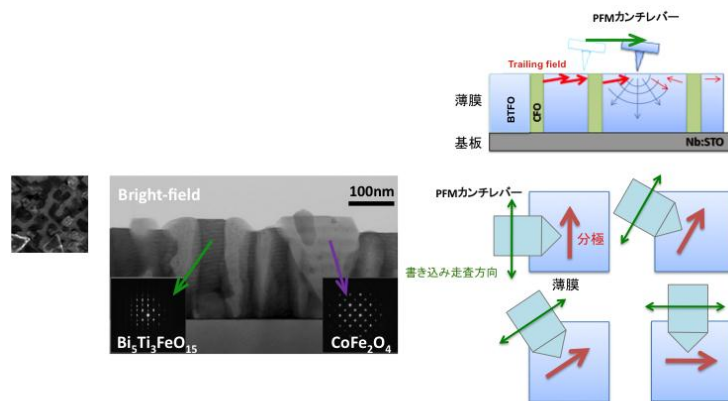 PFMカンチレバー
Trailing field
薄膜
BTFO
CFO
基板
Nb:STO
Bright-field
100nm
Bi5Ti3FeO15
CoFe2O4
PFMカンチレバー
分極
書き込み走査方向
薄膜